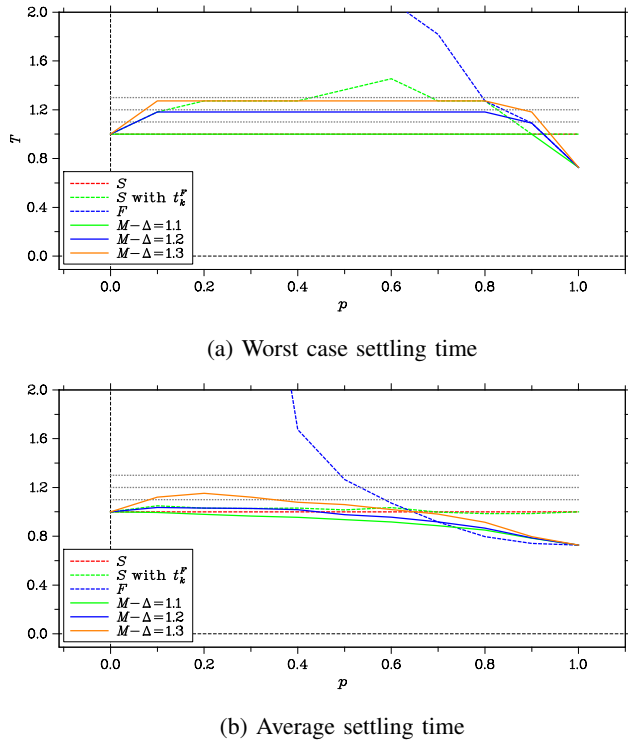 2.0
1.6
1.2
T
0.8
0.4
0.0
S
S with t_k^F
F
M−Δ=1.1
M−Δ=1.2
M−Δ=1.3
0.0 0.2 0.4 0.6 0.8 1.0
p
(a) Worst case settling time
2.0
1.6
1.2
0.8
0.4
0.0
S
S with t_k^F
F
M−Δ=1.1
M−Δ=1.2
M−Δ=1.3
0.0 0.2 0.4 0.6 0.8 1.0
p
(b) Average settling time